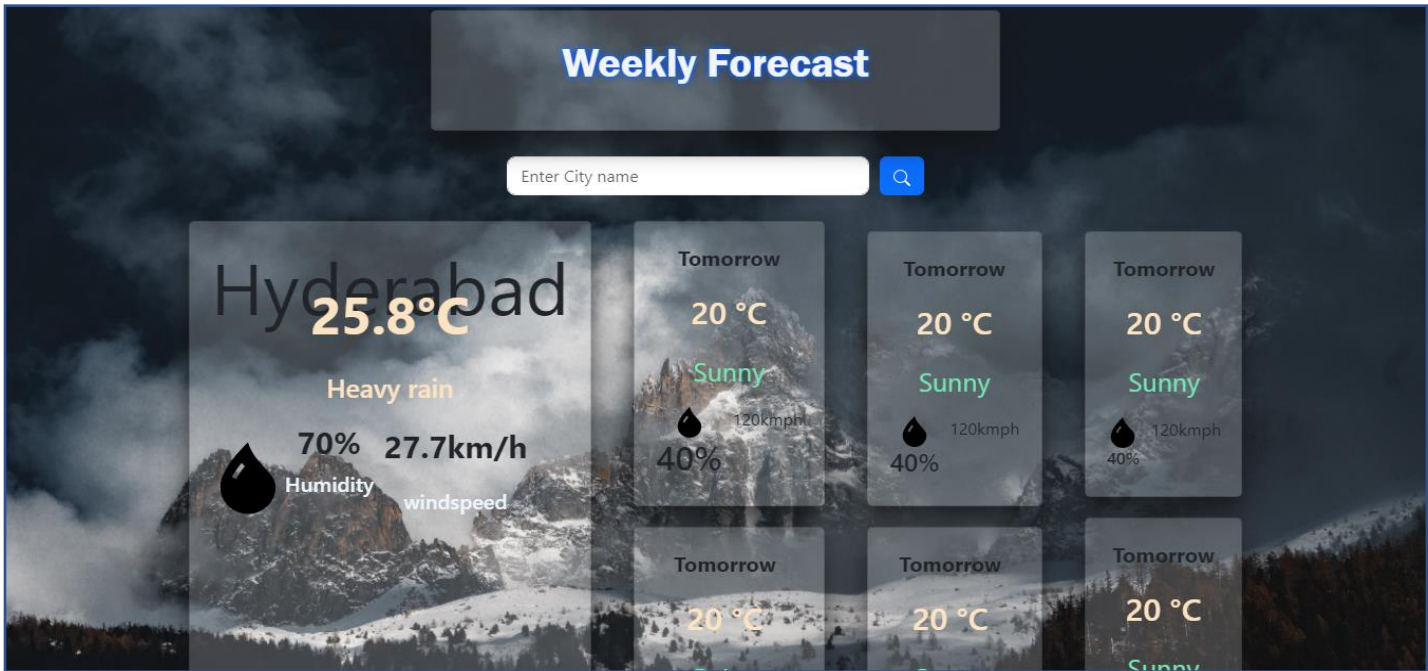 Weekly Forecast
Enter City name
Hyderabad
25.8°C
Heavy rain
70%
27.7km/h
Humidity
windspeed
Tomorrow
20 °C
Sunny
120kmph
40%
Tomorrow
20 °C
Sunny
120kmph
40%
Tomorrow
20 °C
Sunny
120kmph
40%
Tomorrow
20 °C
Tomorrow
20 °C
Tomorrow
20 °C
Sunny